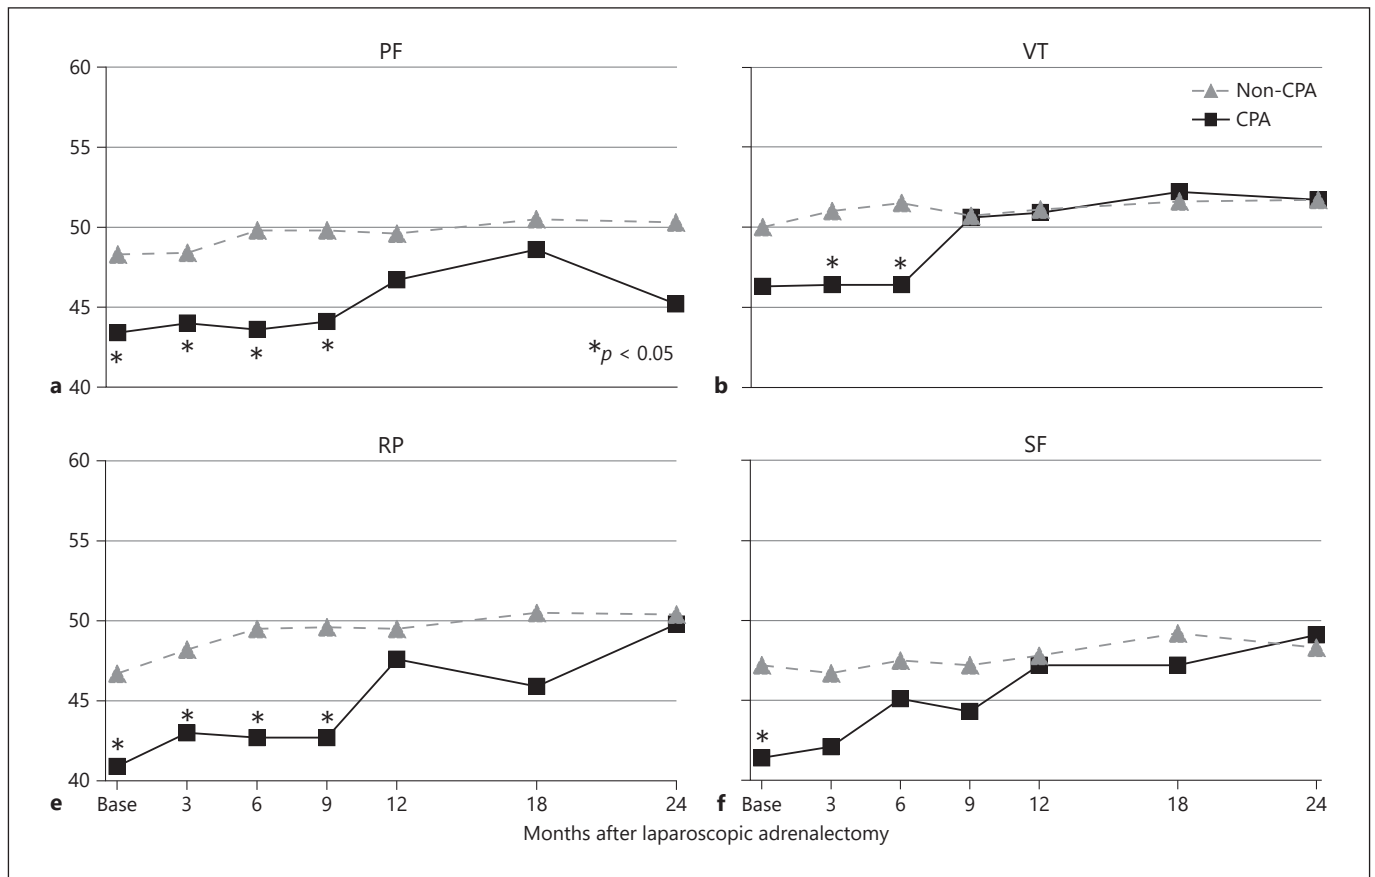 PF
60
55
50
45
40
* * * *
*p < 0.05
a
VT
Non-CPA
CPA
* *
b
RP
60
55
50
45
40
* * * *
e
Base 3 6 9 12 18 24
SF
*
f
Base 3 6 9 12 18 24
Months after laparoscopic adrenalectomy